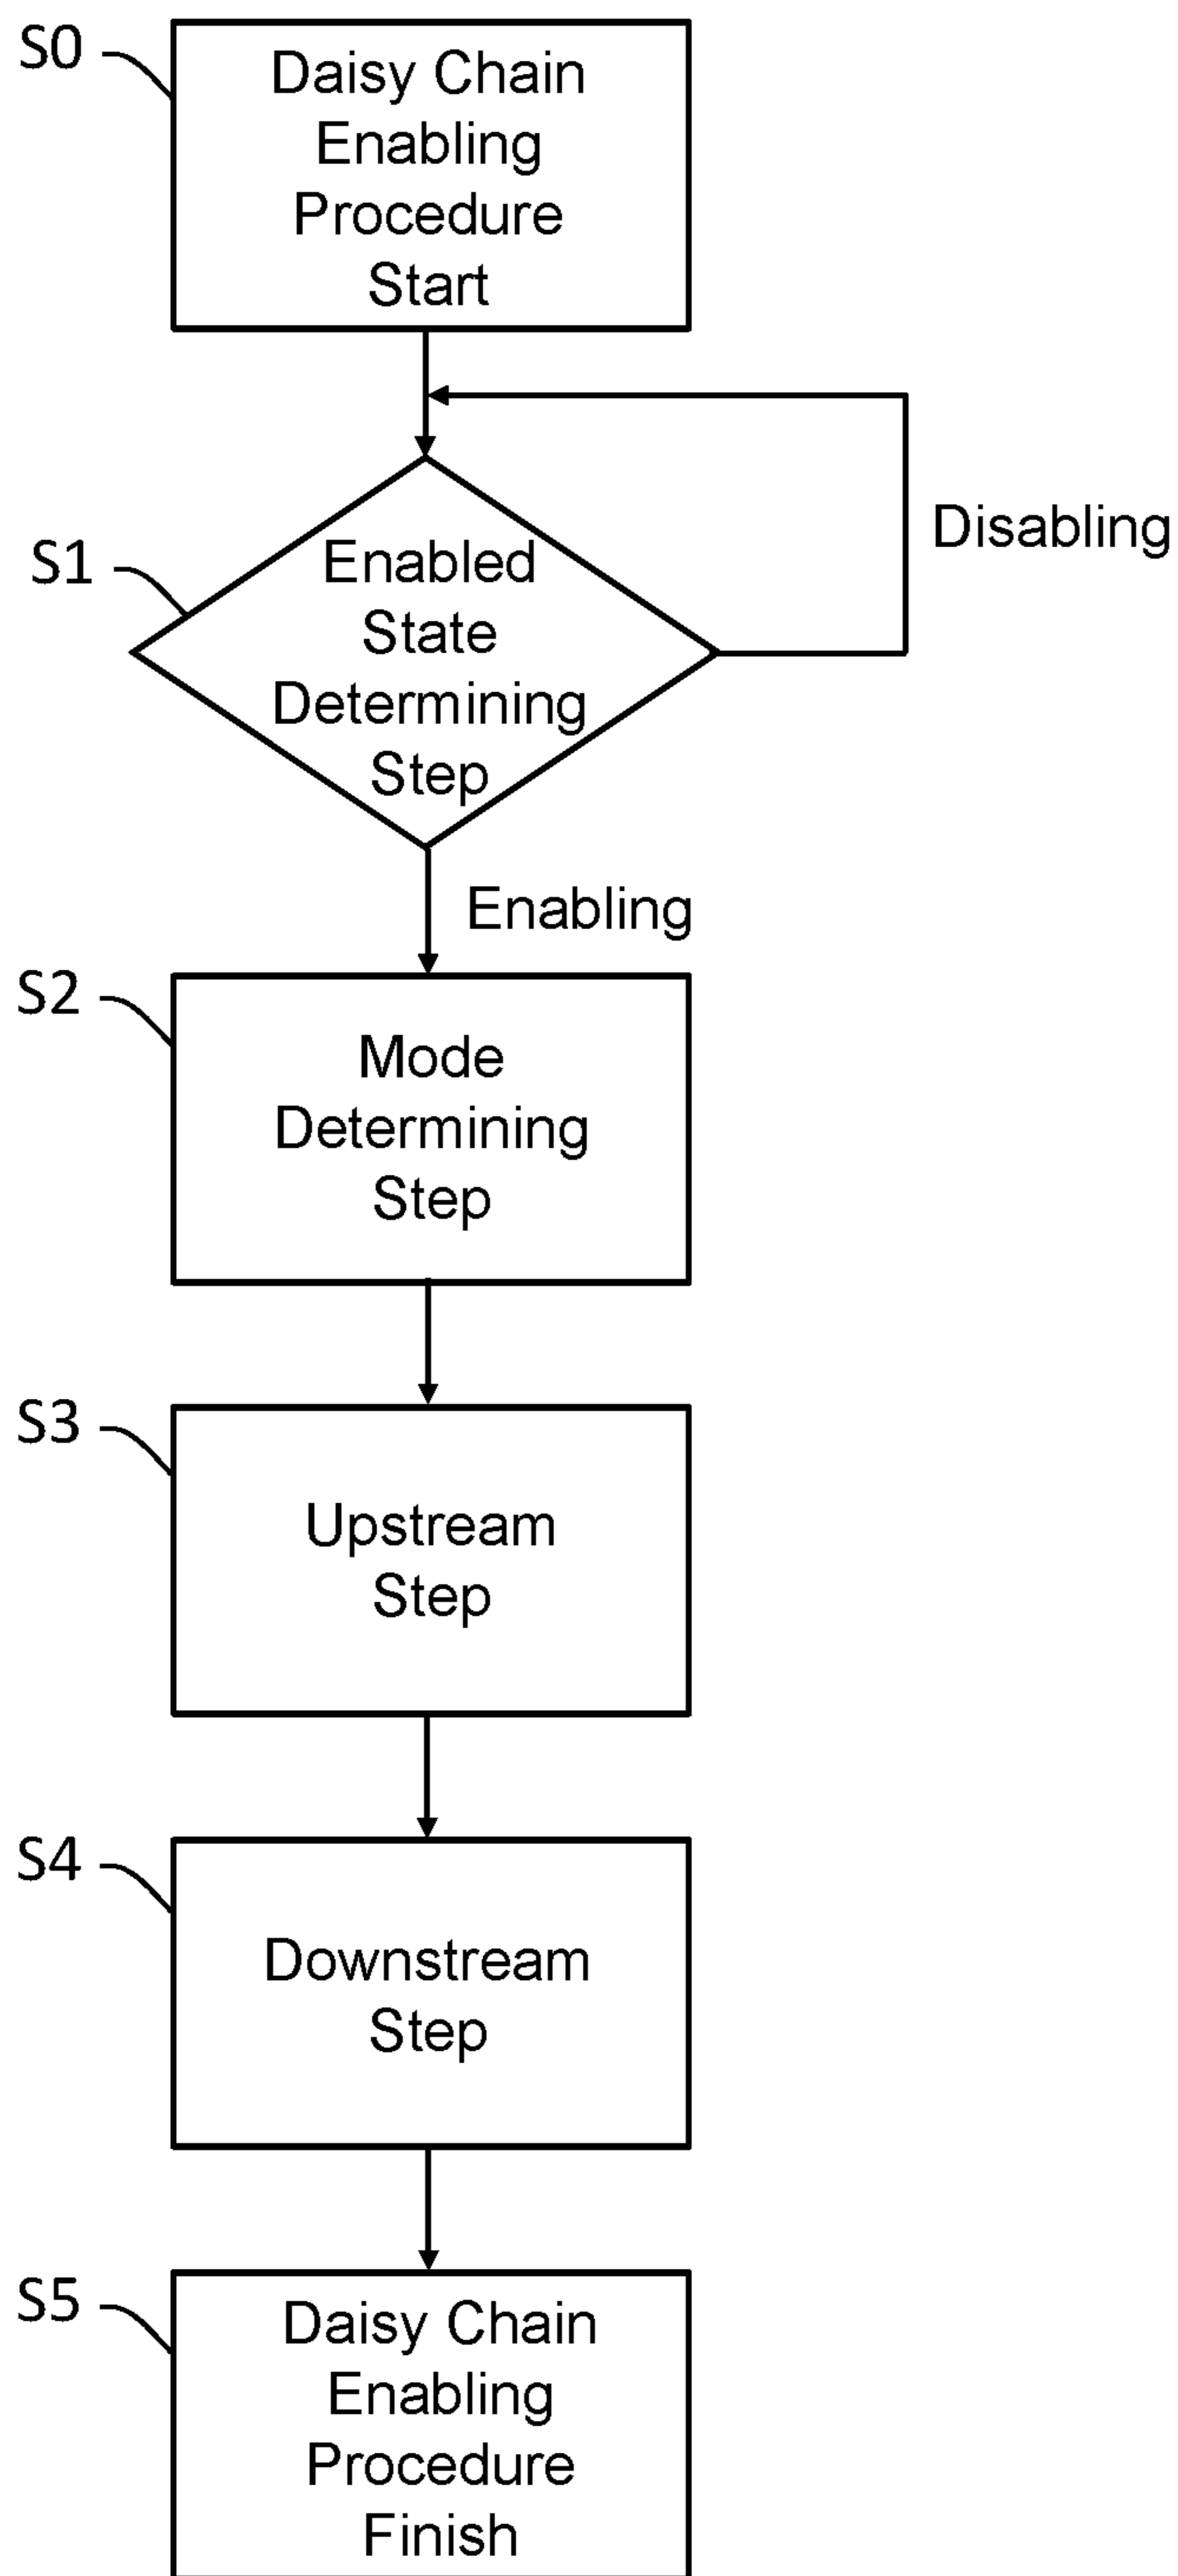 S0
Daisy Chain
Enabling
Procedure
Start
Disabling
S1
Enabled
State
Determining
Step
Enabling
S2
Mode
Determining
Step
S3
Upstream
Step
S4
Downstream
Step
S5
Daisy Chain
Enabling
Procedure
Finish